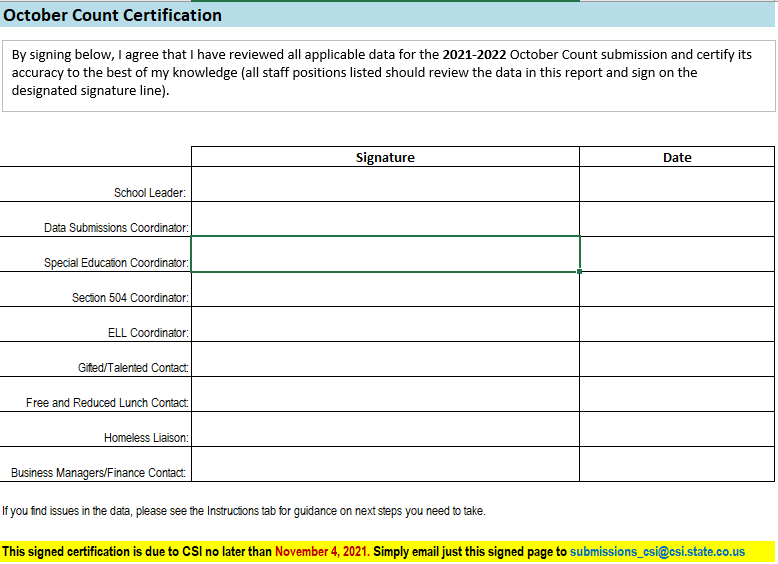 October Count Certification
By signing below, I agree that I have reviewed all applicable data for the 2021-2022 October Count submission and certify its
accuracy to the best of my knowledge (all staff positions listed should review the data in this report and sign on the
designated signature line).
Signature Date
School Leader:
Data Submissions Coordinator:
Special Education Coordinator:
Section 504 Coordinator:
ELL Coordinator:
Gifted/Talented Contact:
Free and Reduced Lunch Contact:
Homeless Liaison:
Business Managers/Finance Contact:
If you find issues in the data, please see the Instructions tab for guidance on next steps you need to take.
This signed certification is due to CSI no later than November 4, 2021. Simply email just this signed page to submissions_csi@csi.state.co.us